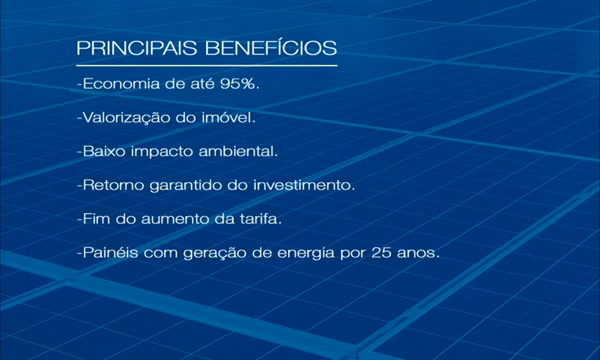 PRINCIPAIS BENEFÍCIOS
-Economia de até 95%.
-Valorização do imóvel.
-Baixo impacto ambiental.
-Retorno garantido do investimento.
-Fim do aumento da tarifa.
-Painéis com geração de energia por 25 anos.